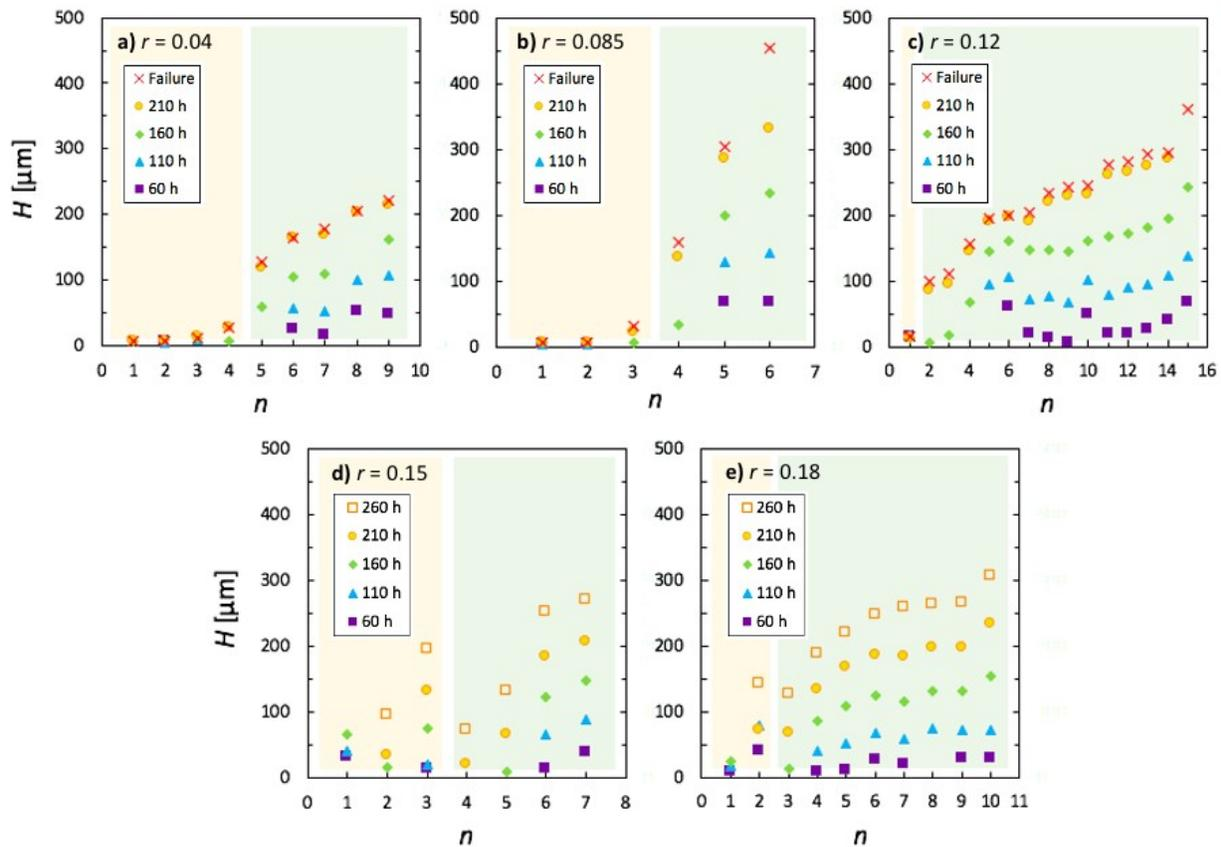 a) r = 0.04
Failure
210 h
160 h
110 h
60 h
H [µm]
500
400
300
200
100
0
0 1 2 3 4 5 6 7 8 9 10
n
b) r = 0.085
Failure
210 h
160 h
110 h
60 h
500
400
300
200
100
0
0 1 2 3 4 5 6 7
n
c) r = 0.12
Failure
210 h
160 h
110 h
60 h
500
400
300
200
100
0
0 2 4 6 8 10 12 14 16
n
d) r = 0.15
260 h
210 h
160 h
110 h
60 h
H [µm]
500
400
300
200
100
0
0 1 2 3 4 5 6 7 8
n
e) r = 0.18
260 h
210 h
160 h
110 h
60 h
500
400
300
200
100
0
0 1 2 3 4 5 6 7 8 9 10 11
n